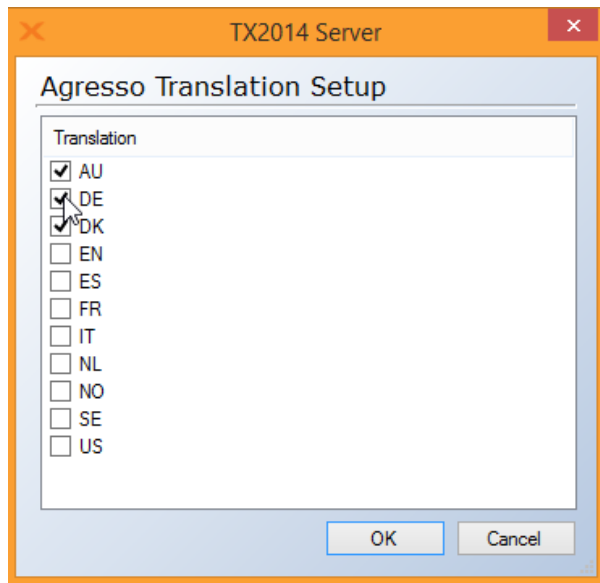 TX2014 Server
Agresso Translation Setup
Translation
AU
DE
DK
EN
ES
FR
IT
NL
NO
SE
US
OK Cancel